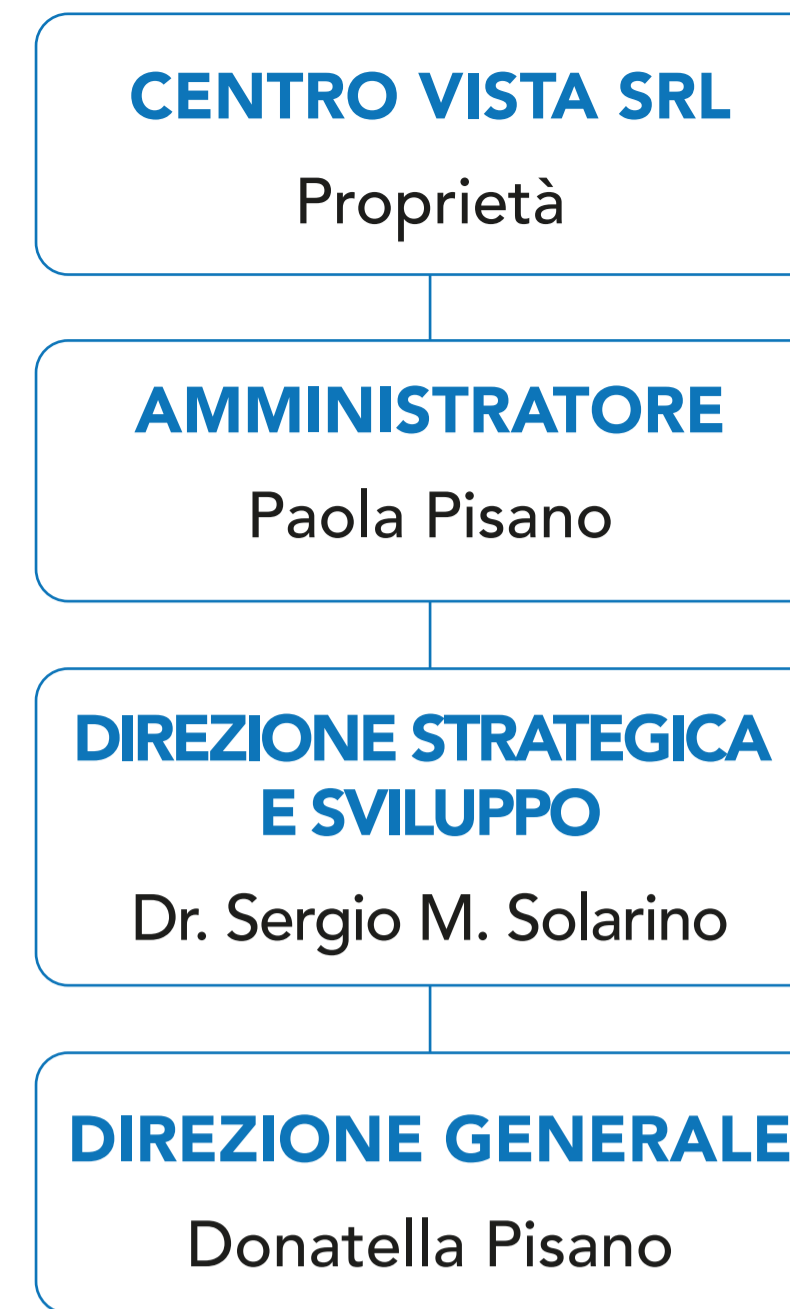 CENTRO VISTA SRL
Proprietà
AMMINISTRATORE
Paola Pisano
DIREZIONE STRATEGICA
E SVILUPPO
Dr. Sergio M. Solarino
DIREZIONE GENERALE
Donatella Pisano